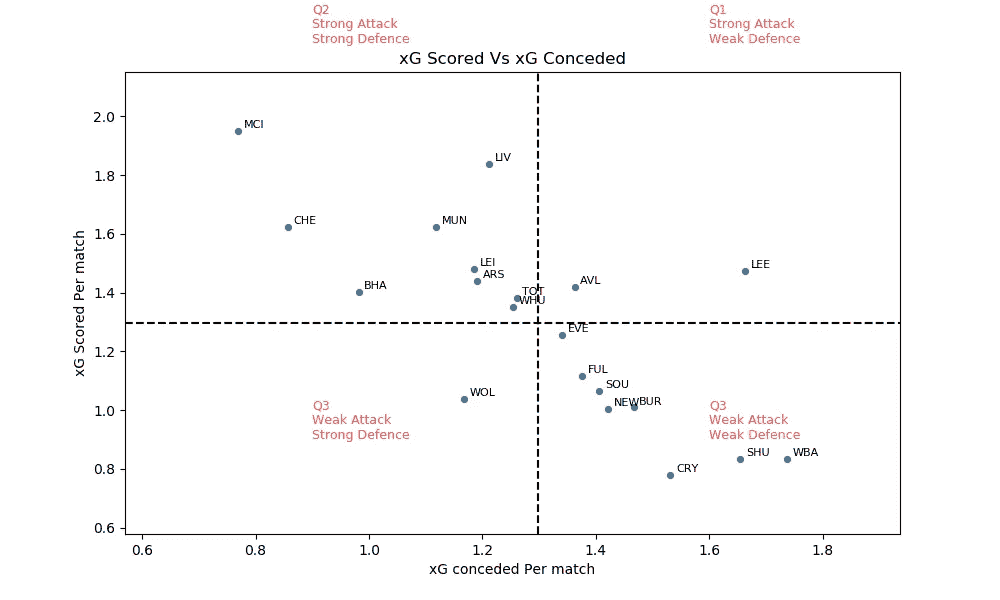 Q2
Strong Attack
Strong Defence
Q1
Strong Attack
Weak Defence
xG Scored Vs xG Conceded
MCI
LIV
CHE
MUN
LEI
ARS
LEE
BHA
AVL
TOT
WHU
EVE
FUL
SOU
WOL
NEW
BUR
Q3
Weak Attack
Strong Defence
Q3
Weak Attack
Weak Defence
SHU
WBA
CRY
2.0
1.8
1.6
1.4
1.2
1.0
0.8
0.6
xG Scored Per match
0.6
0.8
1.0
1.2
1.4
1.6
1.8
xG conceded Per match